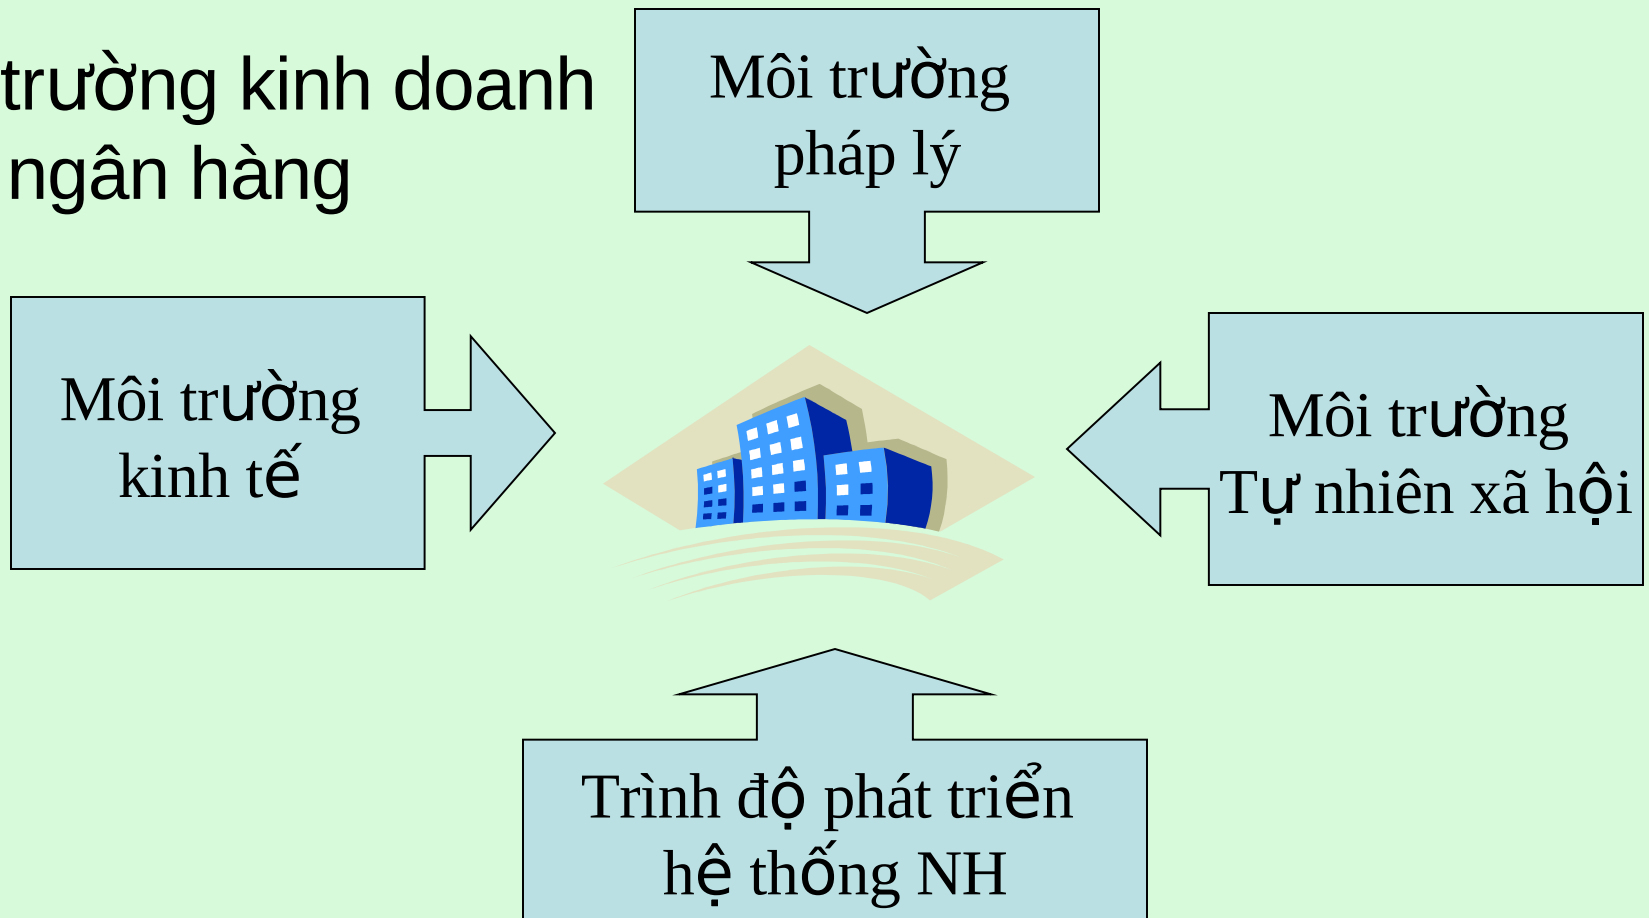 trường kinh doanh
ngân hàng
Môi trường
pháp lý
Môi trường
kinh tế
Môi trường
Tự nhiên xã hội
Trình độ phát triển
hệ thống NH